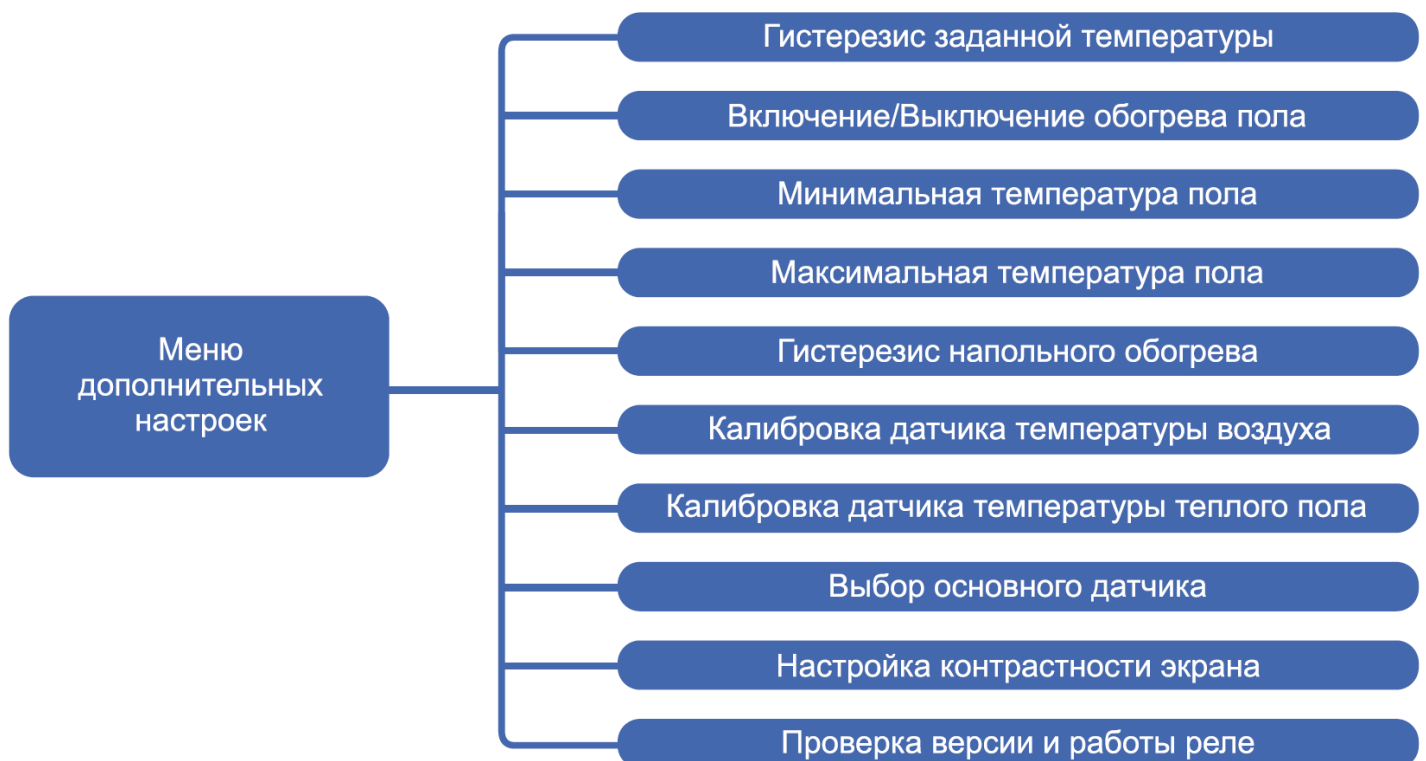 Гистерезис заданной температуры
Включение/Выключение обогрева пола
Минимальная температура пола
Максимальная температура пола
Меню
дополнительных
настроек
Гистерезис напольного обогрева
Калибровка датчика температуры воздуха
Калибровка датчика температуры теплого пола
Выбор основного датчика
Настройка контрастности экрана
Проверка версии и работы реле